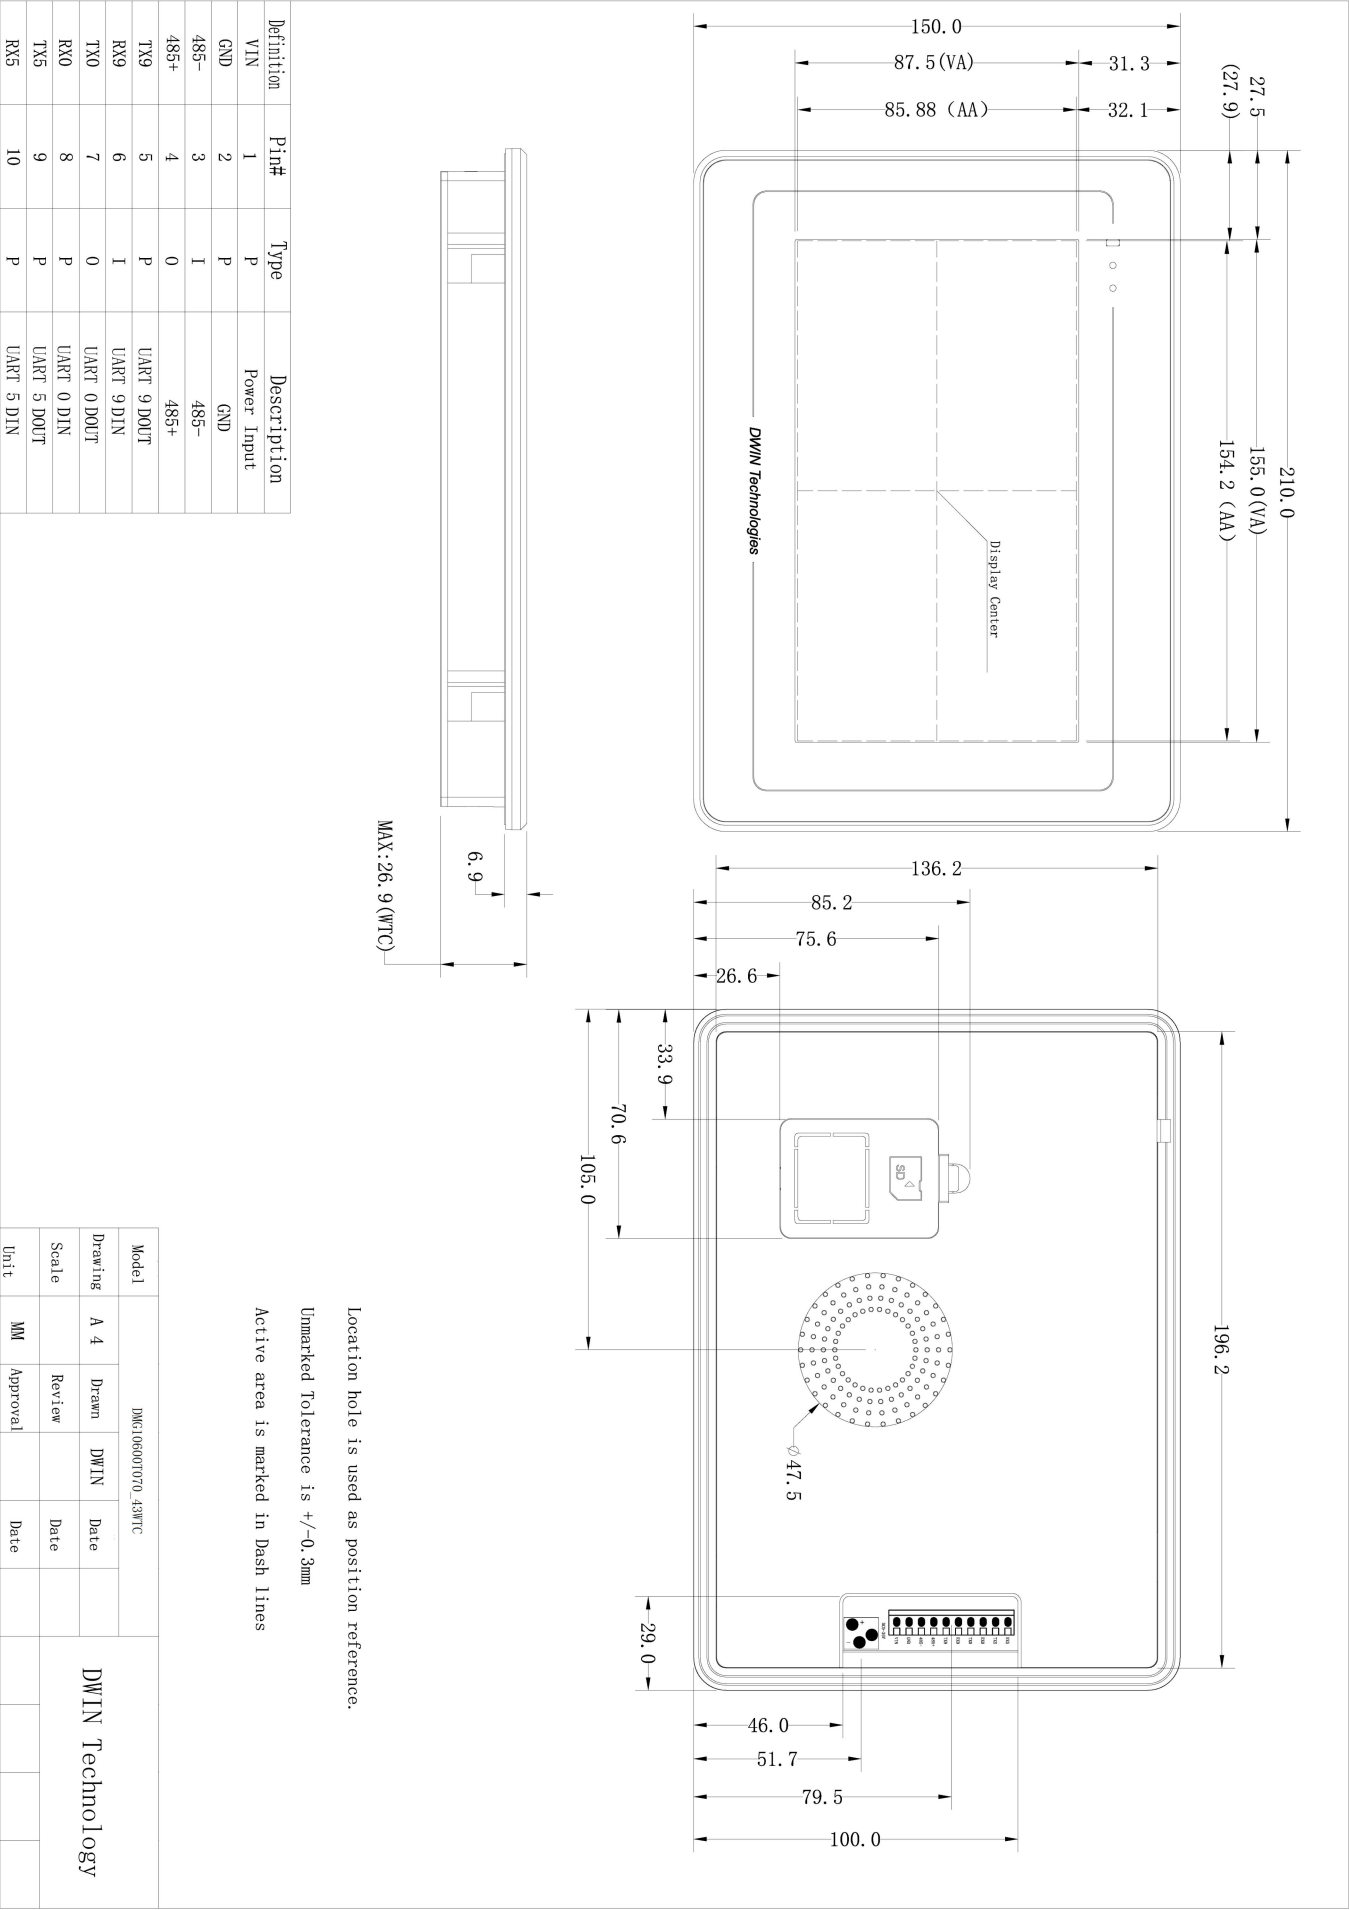 210.0
155.0(VA)
154.2 (AA)
27.5
(27.9)
150.0
87.5(VA)
31.3
85.88 (AA)
32.1
Display Center
DWIN Technologies
196.2
136.2
85.2
75.6
26.6
33.9
70.6
105.0
SD
Ø47.5
29.0
46.0
51.7
79.5
100.0
6.9
MAX:26.9(WTC)
Location hole is used as position reference.
Unmarked Tolerance is +/-0.3mm
Active area is marked in Dash lines
Definition Pin# Type Description
VIN 1 P Power Input
GND 2 P GND
485- 3 I 485-
485+ 4 O 485+
TX9 5 P UART 9 DOUT
RX9 6 I UART 9 DIN
TX0 7 O UART 0 DOUT
RX0 8 P UART 0 DIN
TX5 9 P UART 5 DOUT
RX5 10 P UART 5 DIN
Model DMG10600T070_43WTC
Drawing A 4 Drawn DWIN Date
Scale Review Date
Unit MM Approval Date
DWIN Technology